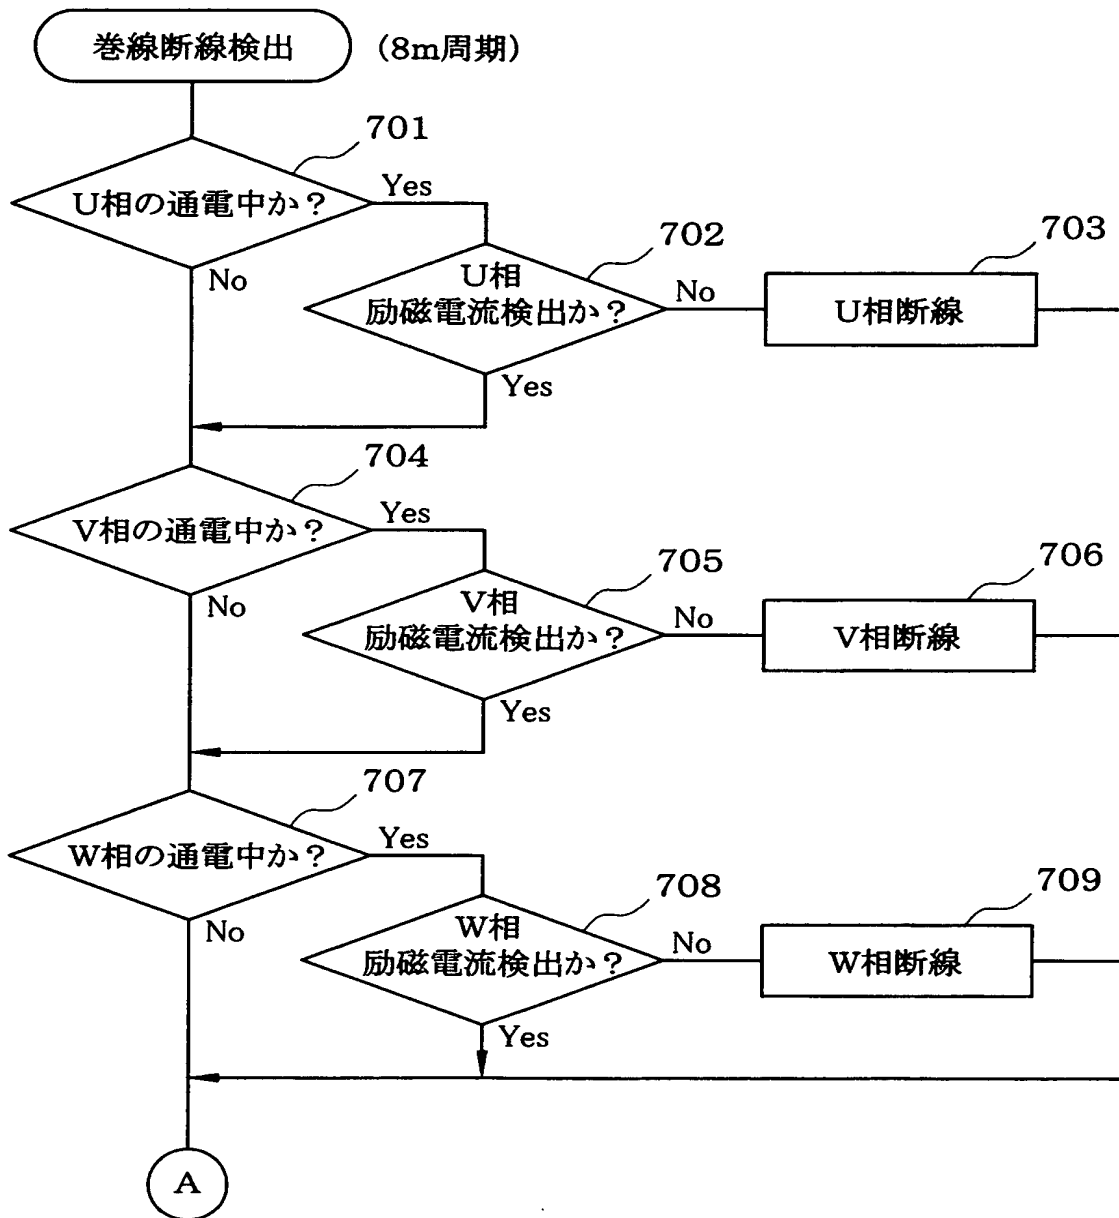 巻線断線検出
(8m周期)
701
U相の通電中か？
Yes
No
702
U相
励磁電流検出か？
No
Yes
703
U相断線
704
V相の通電中か？
Yes
No
705
V相
励磁電流検出か？
No
Yes
706
V相断線
707
W相の通電中か？
Yes
No
708
W相
励磁電流検出か？
No
Yes
709
W相断線
A